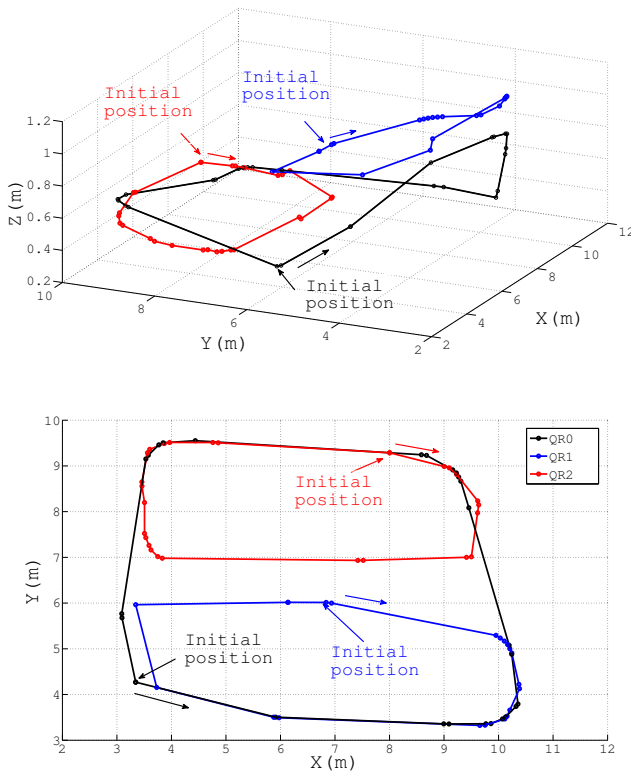 Initial
position
Initial
position
1.2
1
0.8
0.6
0.4
0.2
Z(m)
10
8
6
4
2
Y(m)
2
4
6
8
10
12
X(m)
Initial
position
10
9
8
7
6
5
4
3
Y(m)
QR0
QR1
QR2
Initial
position
Initial
position
Initial
position
2
3
4
5
6
7
8
9
10
11
12
X(m)